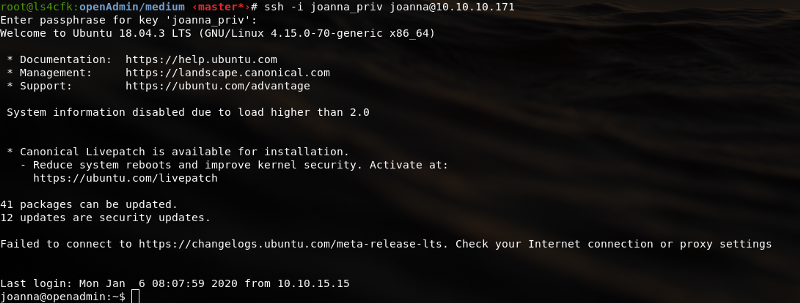 root@ls4cfk:openAdmin/medium ‹master*›# ssh -i joanna_priv joanna@10.10.10.171
Enter passphrase for key 'joanna_priv':
Welcome to Ubuntu 18.04.3 LTS (GNU/Linux 4.15.0-70-generic x86_64)
* Documentation: https://help.ubuntu.com
* Management: https://landscape.canonical.com
* Support: https://ubuntu.com/advantage
System information disabled due to load higher than 2.0
* Canonical Livepatch is available for installation.
- Reduce system reboots and improve kernel security. Activate at:
https://ubuntu.com/livepatch
41 packages can be updated.
12 updates are security updates.
Failed to connect to https://changelogs.ubuntu.com/meta-release-lts. Check your Internet connection or proxy settings
Last login: Mon Jan  6 08:07:59 2020 from 10.10.15.15
joanna@openadmin:~$